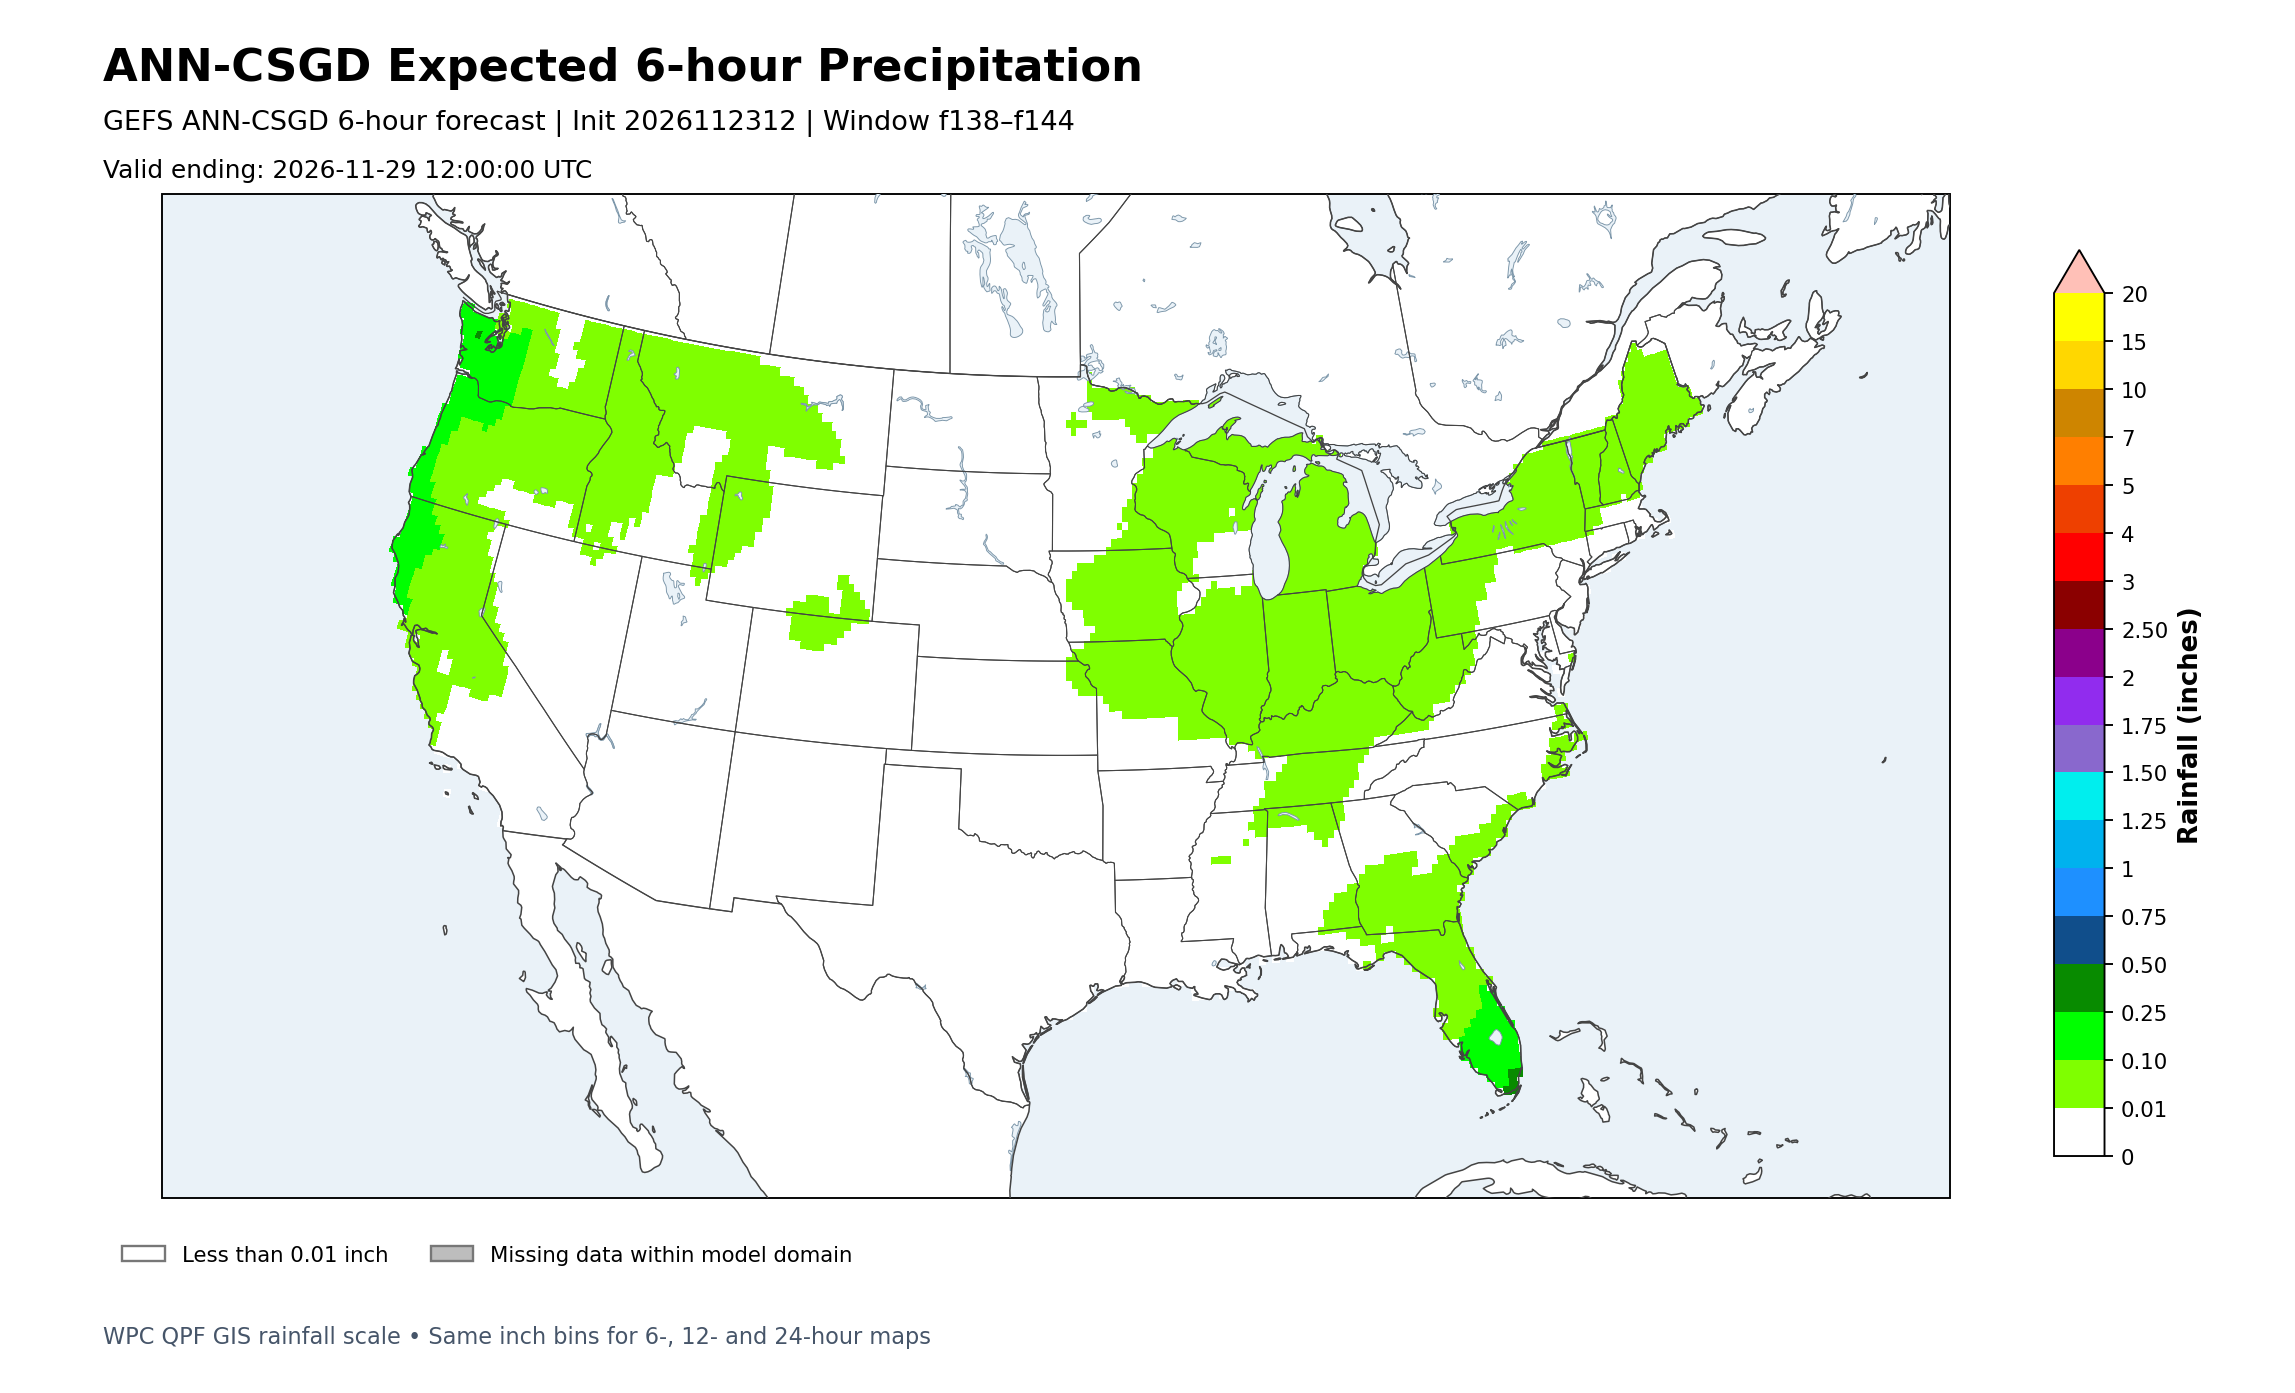 ANN-CSGD Expected 6-hour Precipitation
GEFS ANN-CSGD 6-hour forecast | Init 2026112312 | Window f138–f144
Valid ending: 2026-11-29 12:00:00 UTC
20
15
10
7
5
4
3
2.50
2
1.75
1.50
1.25
1
0.75
0.50
0.25
0.10
0.01
0
Rainfall (inches)
Less than 0.01 inch
Missing data within model domain
WPC QPF GIS rainfall scale • Same inch bins for 6-, 12- and 24-hour maps